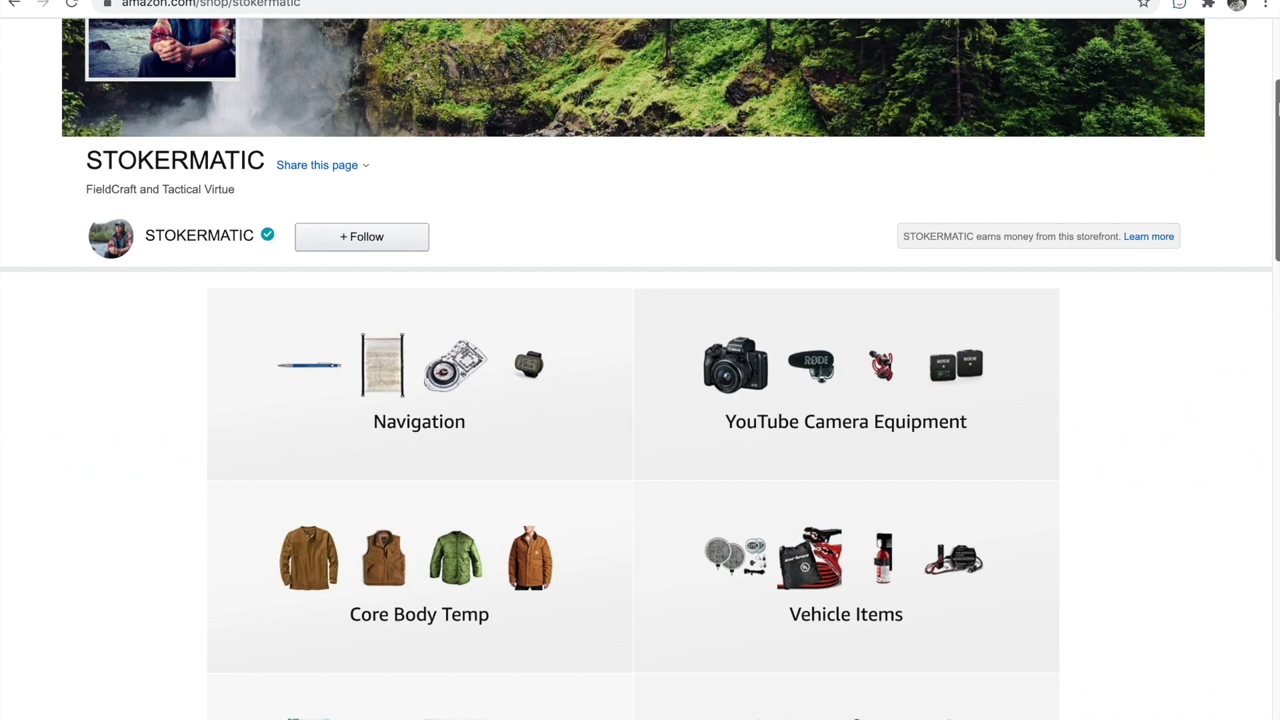 amazon.com/shop/stokermatic
STOKERMATIC Share this page
FieldCraft and Tactical Virtue
STOKERMATIC + Follow STOKERMATIC earns money from this storefront. Learn more
RØDE
Navigation YouTube Camera Equipment
Core Body Temp Vehicle Items